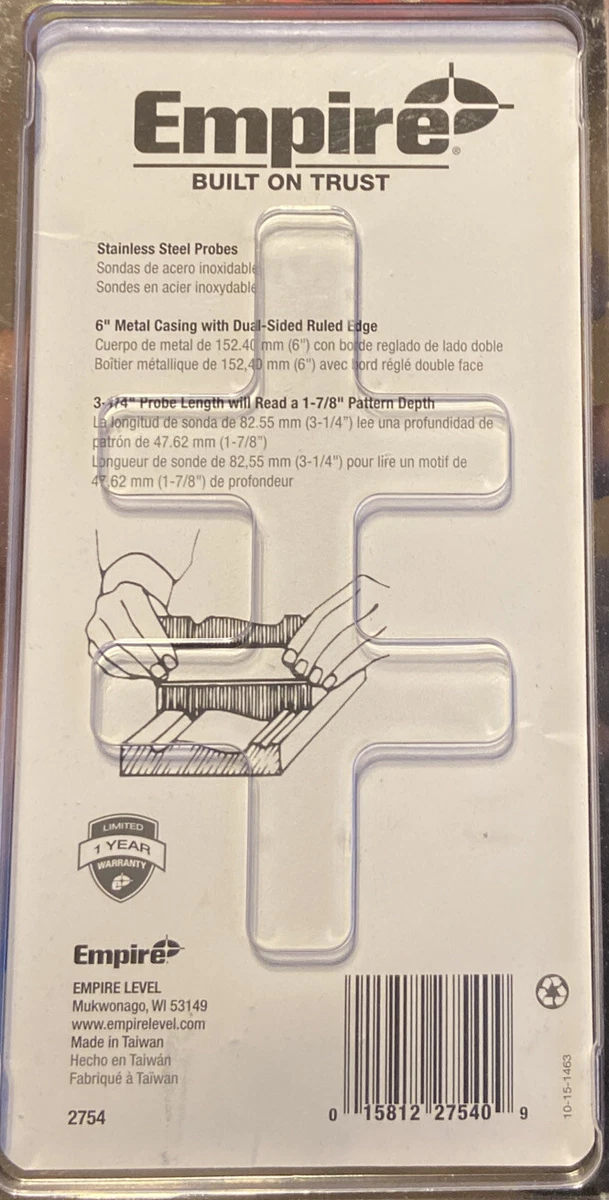 Empire®
BUILT ON TRUST
Stainless Steel Probes
Sondas de acero inoxidable
Sondes en acier inoxydable
6" Metal Casing with Dual-Sided Ruled Edge
Cuerpo de metal de 152.40 mm (6") con borde reglado de lado doble
Boîtier métallique de 152,40 mm (6") avec bord réglé double face
3-1/4" Probe Length will Read a 1-7/8" Pattern Depth
La longitud de sonda de 82.55 mm (3-1/4") lee una profundidad de
patrón de 47.62 mm (1-7/8")
Longueur de sonde de 82,55 mm (3-1/4") pour lire un motif de
47.62 mm (1-7/8") de profondeur
LIMITED
1 YEAR
WARRANTY
Empire
EMPIRE LEVEL
Mukwonago, WI 53149
www.empirelevel.com
Made in Taiwan
Hecho en Taiwán
Fabriqué à Taïwan
2754
0 15812 27540 9
10-15-1463